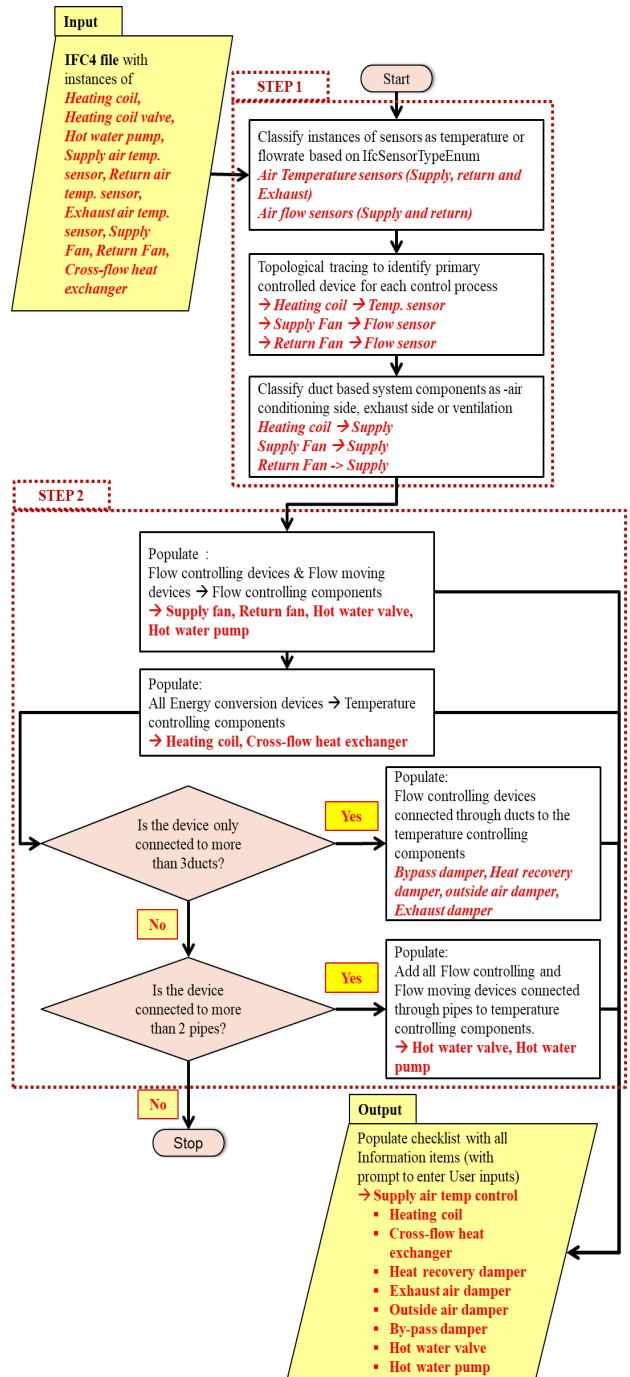 Input
IFC4 file with
instances of
Heating coil,
Heating coil valve,
Hot water pump,
Supply air temp.
sensor, Return air
temp. sensor,
Exhaust air temp.
sensor, Supply
Fan, Return Fan,
Cross-flow heat
exchanger
Start
STEP 1
Classify instances of sensors as temperature or
flowrate based on IfcSensorTypeEnum
Air Temperature sensors (Supply, return and
Exhaust)
Air flow sensors (Supply and return)
Topological tracing to identify primary
controlled device for each control process
→ Heating coil → Temp. sensor
→ Supply Fan → Flow sensor
→ Return Fan → Flow sensor
Classify duct based system components as -air
conditioning side, exhaust side or ventilation
Heating coil → Supply
Supply Fan → Supply
Return Fan -> Supply
STEP 2
Populate :
Flow controlling devices & Flow moving
devices → Flow controlling components
→ Supply fan, Return fan, Hot water valve,
Hot water pump
Populate:
All Energy conversion devices → Temperature
controlling components
→ Heating coil, Cross-flow heat exchanger
Is the device only
connected to more
than 3ducts?
Yes
Populate:
Flow controlling devices
connected through ducts to the
temperature controlling
components
Bypass damper, Heat recovery
damper, outside air damper,
Exhaust damper
No
Is the device
connected to more
than 2 pipes?
Yes
Populate:
Add all Flow controlling and
Flow moving devices connected
through pipes to temperature
controlling components.
→ Hot water valve, Hot water
pump
No
Stop
Output
Populate checklist with all
Information items (with
prompt to enter User inputs)
→ Supply air temp control
▪ Heating coil
▪ Cross-flow heat
exchanger
▪ Heat recovery damper
▪ Exhaust air damper
▪ Outside air damper
▪ By-pass damper
▪ Hot water valve
▪ Hot water pump